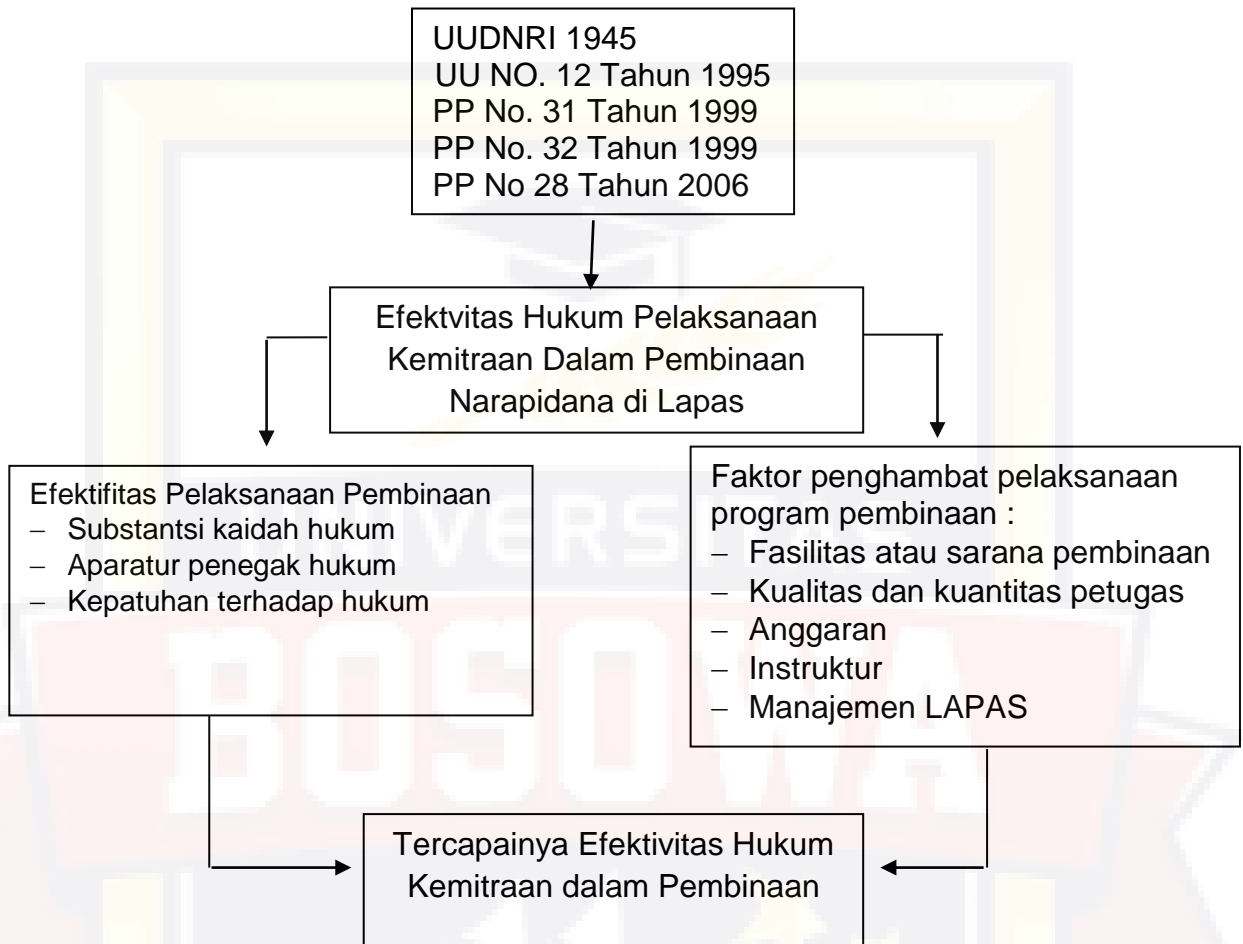 UUDNRI 1945
UU NO. 12 Tahun 1995
PP No. 31 Tahun 1999
PP No. 32 Tahun 1999
PP No 28 Tahun 2006
Efektvitas Hukum Pelaksanaan
Kemitraan Dalam Pembinaan
Narapidana di Lapas
Efektifitas Pelaksanaan Pembinaan
– Substantsi kaidah hukum
– Aparatur penegak hukum
– Kepatuhan terhadap hukum
Faktor penghambat pelaksanaan
program pembinaan :
– Fasilitas atau sarana pembinaan
– Kualitas dan kuantitas petugas
– Anggaran
– Instruktur
– Manajemen LAPAS
UNIVERSITAS
BOSOWA
Tercapainya Efektivitas Hukum
Kemitraan dalam Pembinaan